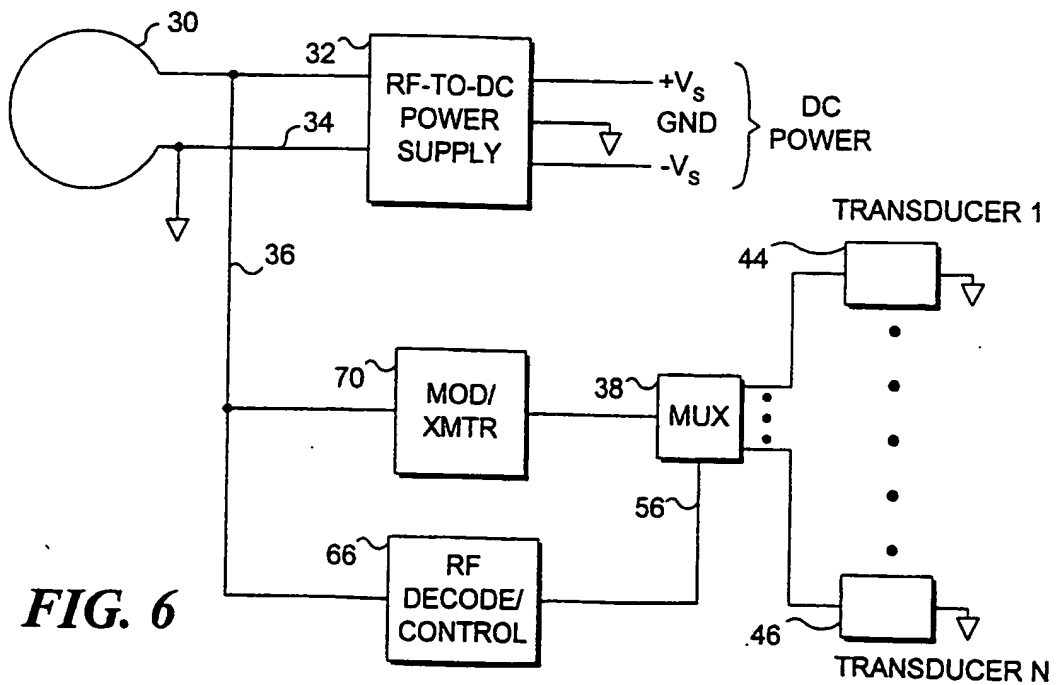 30
32
RF-TO-DC
POWER
SUPPLY
+Vs
GND
-Vs
DC
POWER
34
36
TRANSDUCER 1
44
70
MOD/
XMTR
38
MUX
56
66
RF
DECODE/
CONTROL
46
TRANSDUCER N
FIG. 6